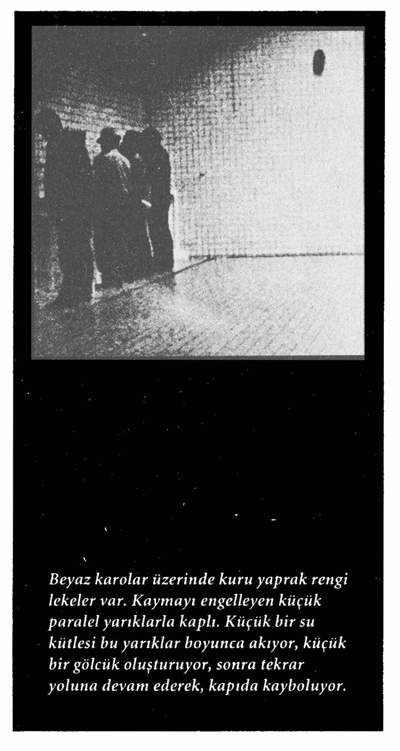 Beyaz karolar üzerinde kuru yaprak rengi
lekeler var. Kaymayı engelleyen küçük
paralel yarıklarla kaplı. Küçük bir su
kütlesi bu yarıklar boyunca akıyor, küçük
bir gölcük oluşturuyor, sonra tekrar
yoluna devam ederek, kapıda kayboluyor.